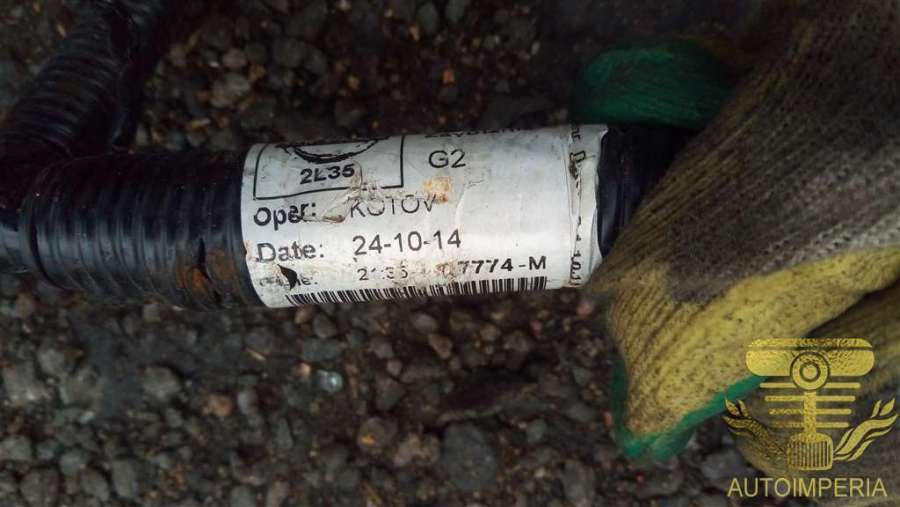 G2
2L35
Oper: KOTOV
Date: 24-10-14
7774-M
AUTOIMPERIA